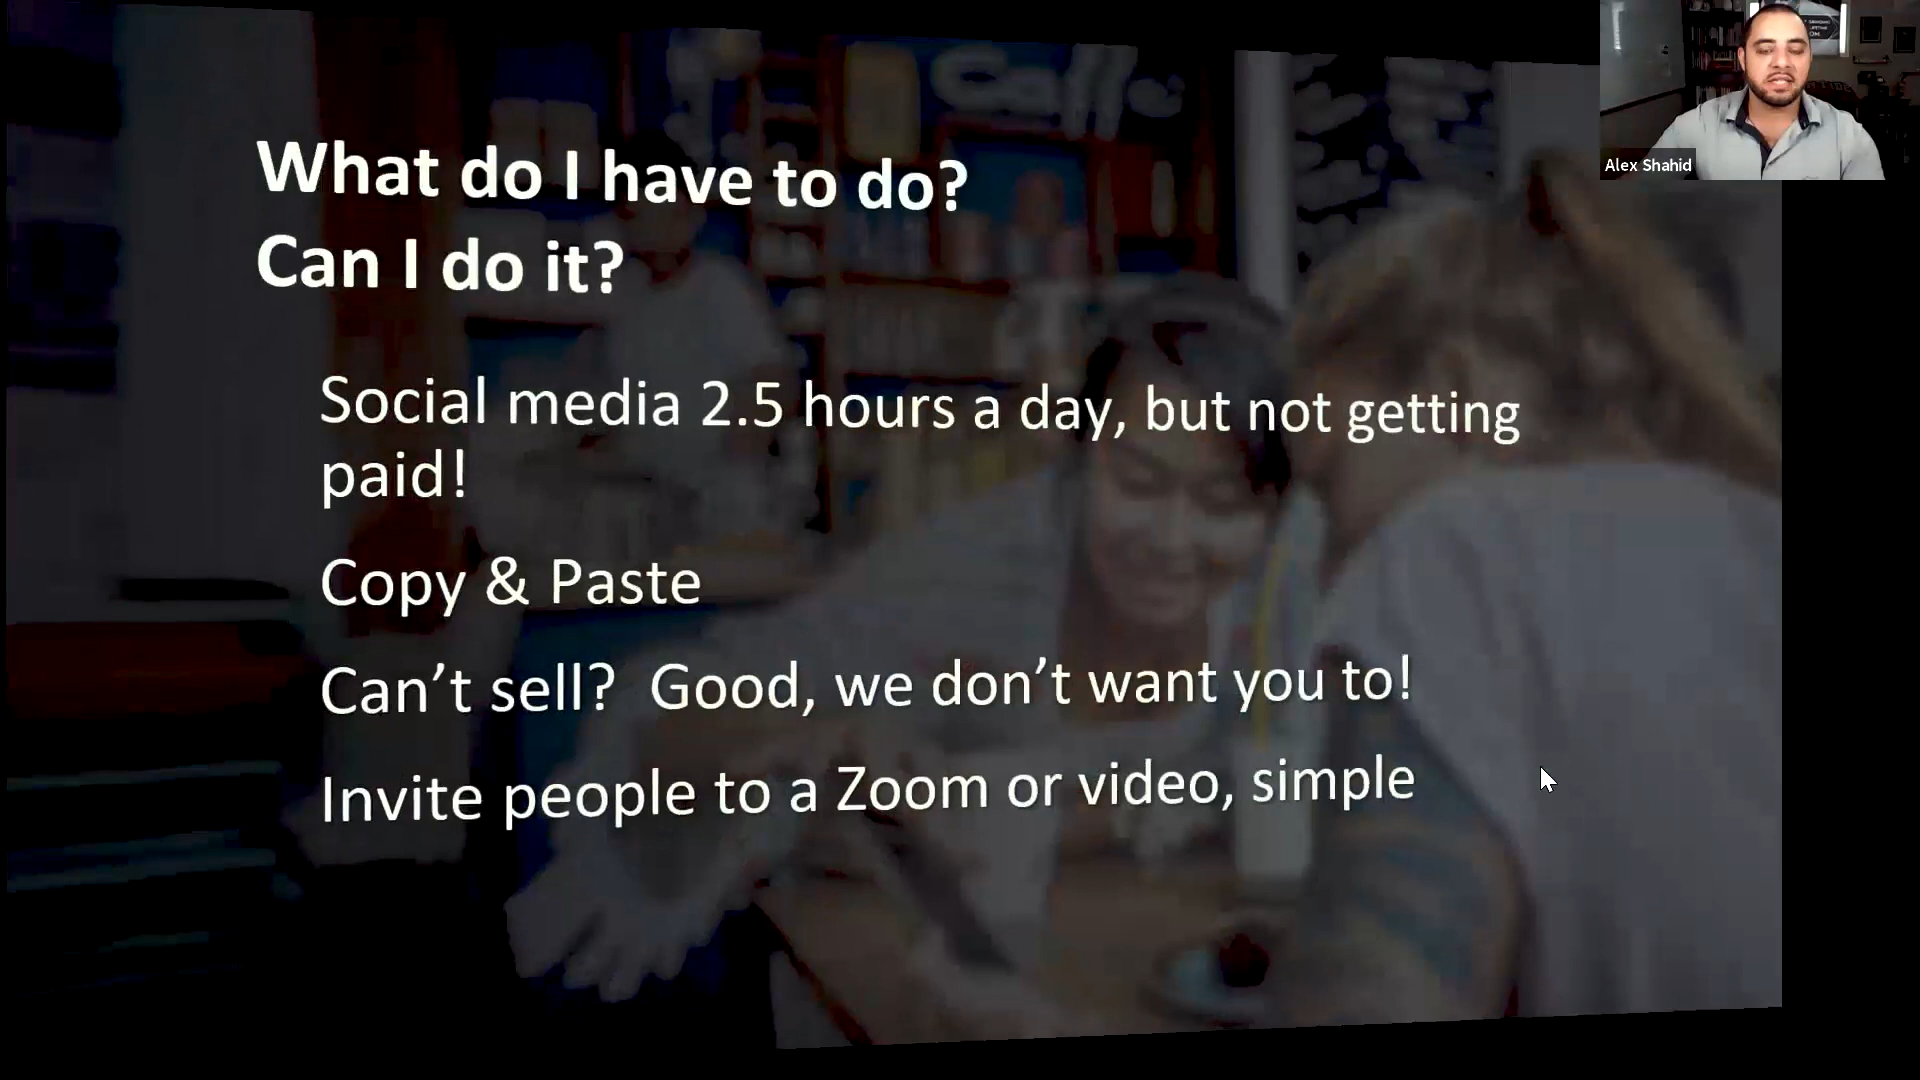 What do I have to do?
Can I do it?
Social media 2.5 hours a day, but not getting
paid!
Copy & Paste
Can’t sell?  Good, we don’t want you to!
Invite people to a Zoom or video, simple
Caffè
Alex Shahid